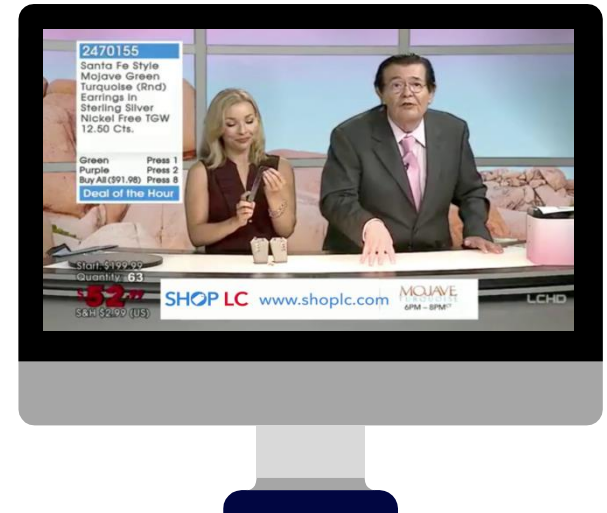 2470155
Santa Fe Style
Mojave Green
Turquoise (Rnd)
Earrings in
Sterling Silver
Nickel Free TGW
12.50 Cts.
Green Press 1
Purple Press 2
Buy All ($91.98) Press 8
Deal of the Hour
Start: $199.99
Quantity: 63
$52.99
S&H $2.99 (US)
SHOP LC www.shoplc.com
MOJAVE
TURQUOISE
6PM – 8PM
LCHD